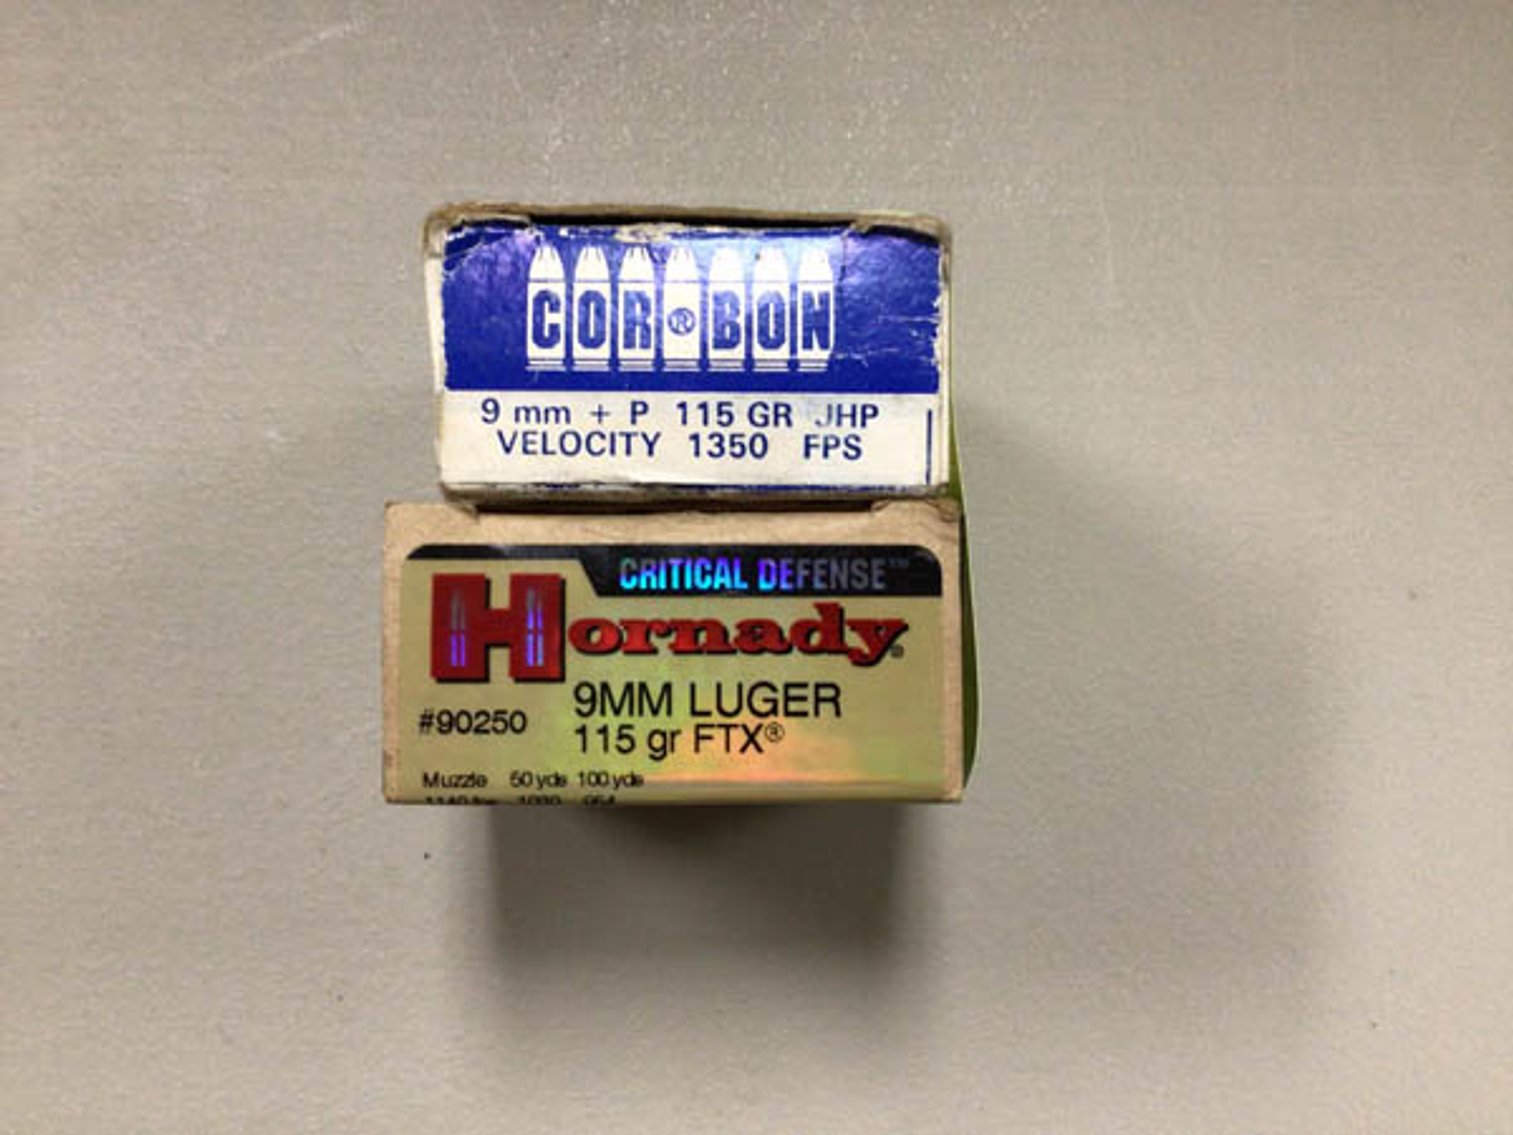 COR®BON
9 mm + P 115 GR JHP
VELOCITY 1350 FPS
CRITICAL DEFENSE™
Hornady®
9MM LUGER
#90250
115 gr FTX®
Muzzle 50 yds 100 yds